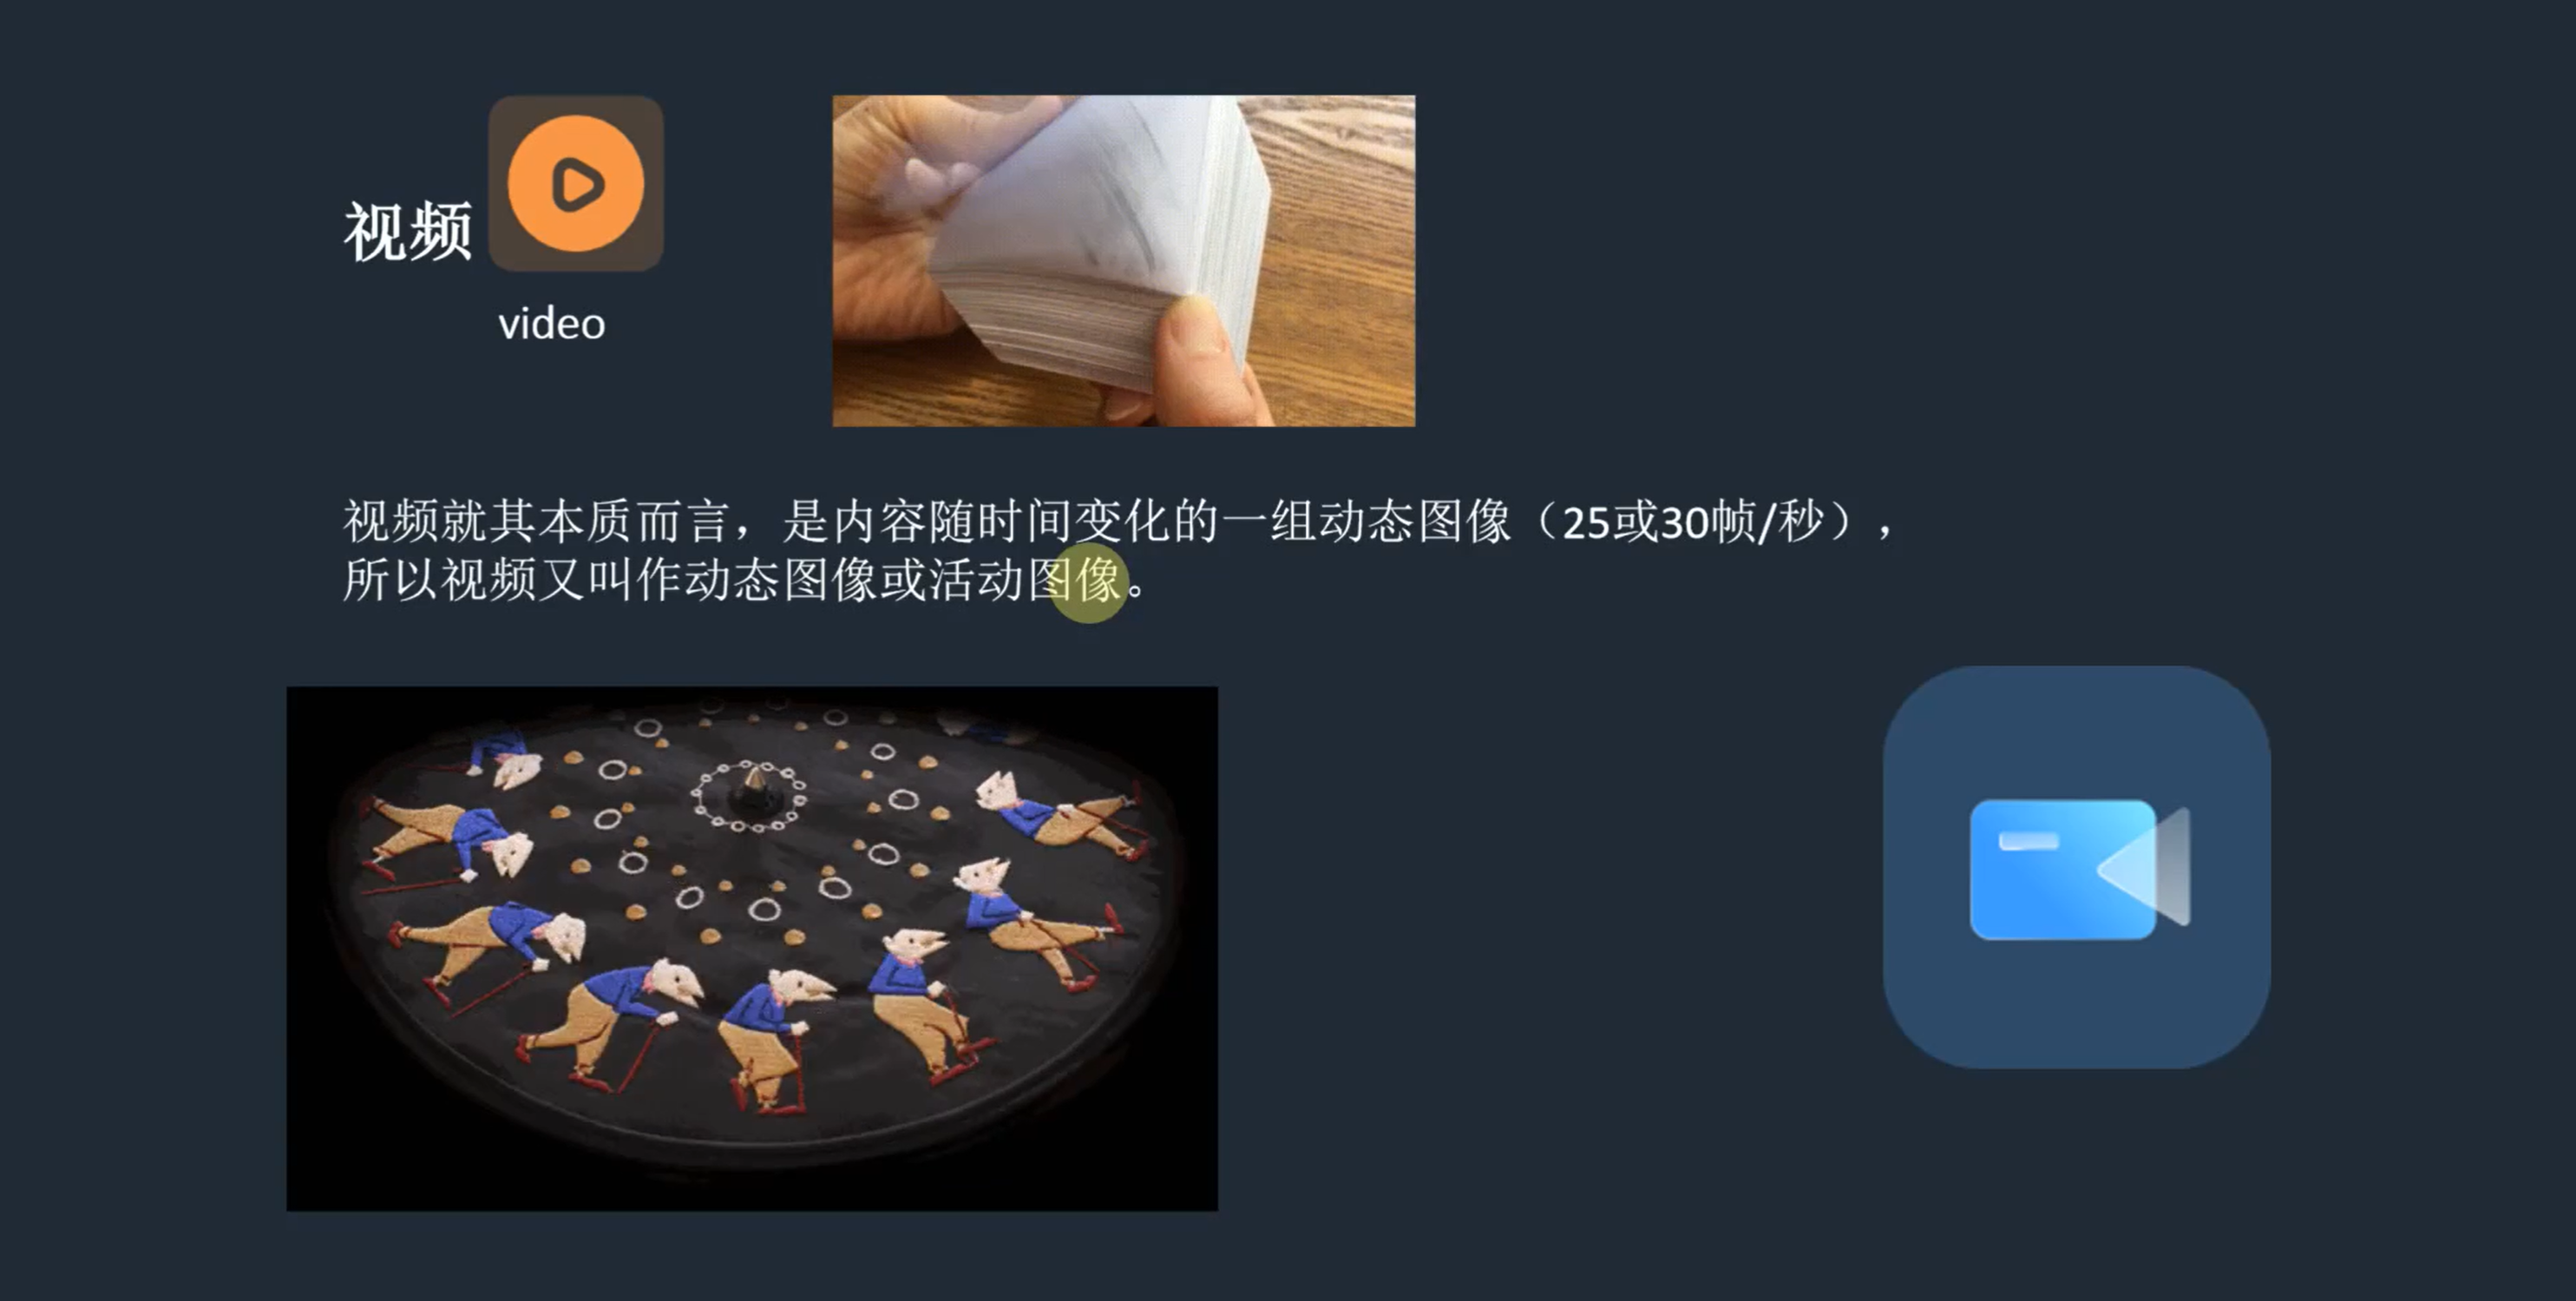 视频
video
视频就其本质而言，是内容随时间变化的一组动态图像（25或30帧/秒），
所以视频又叫作动态图像或活动图像。